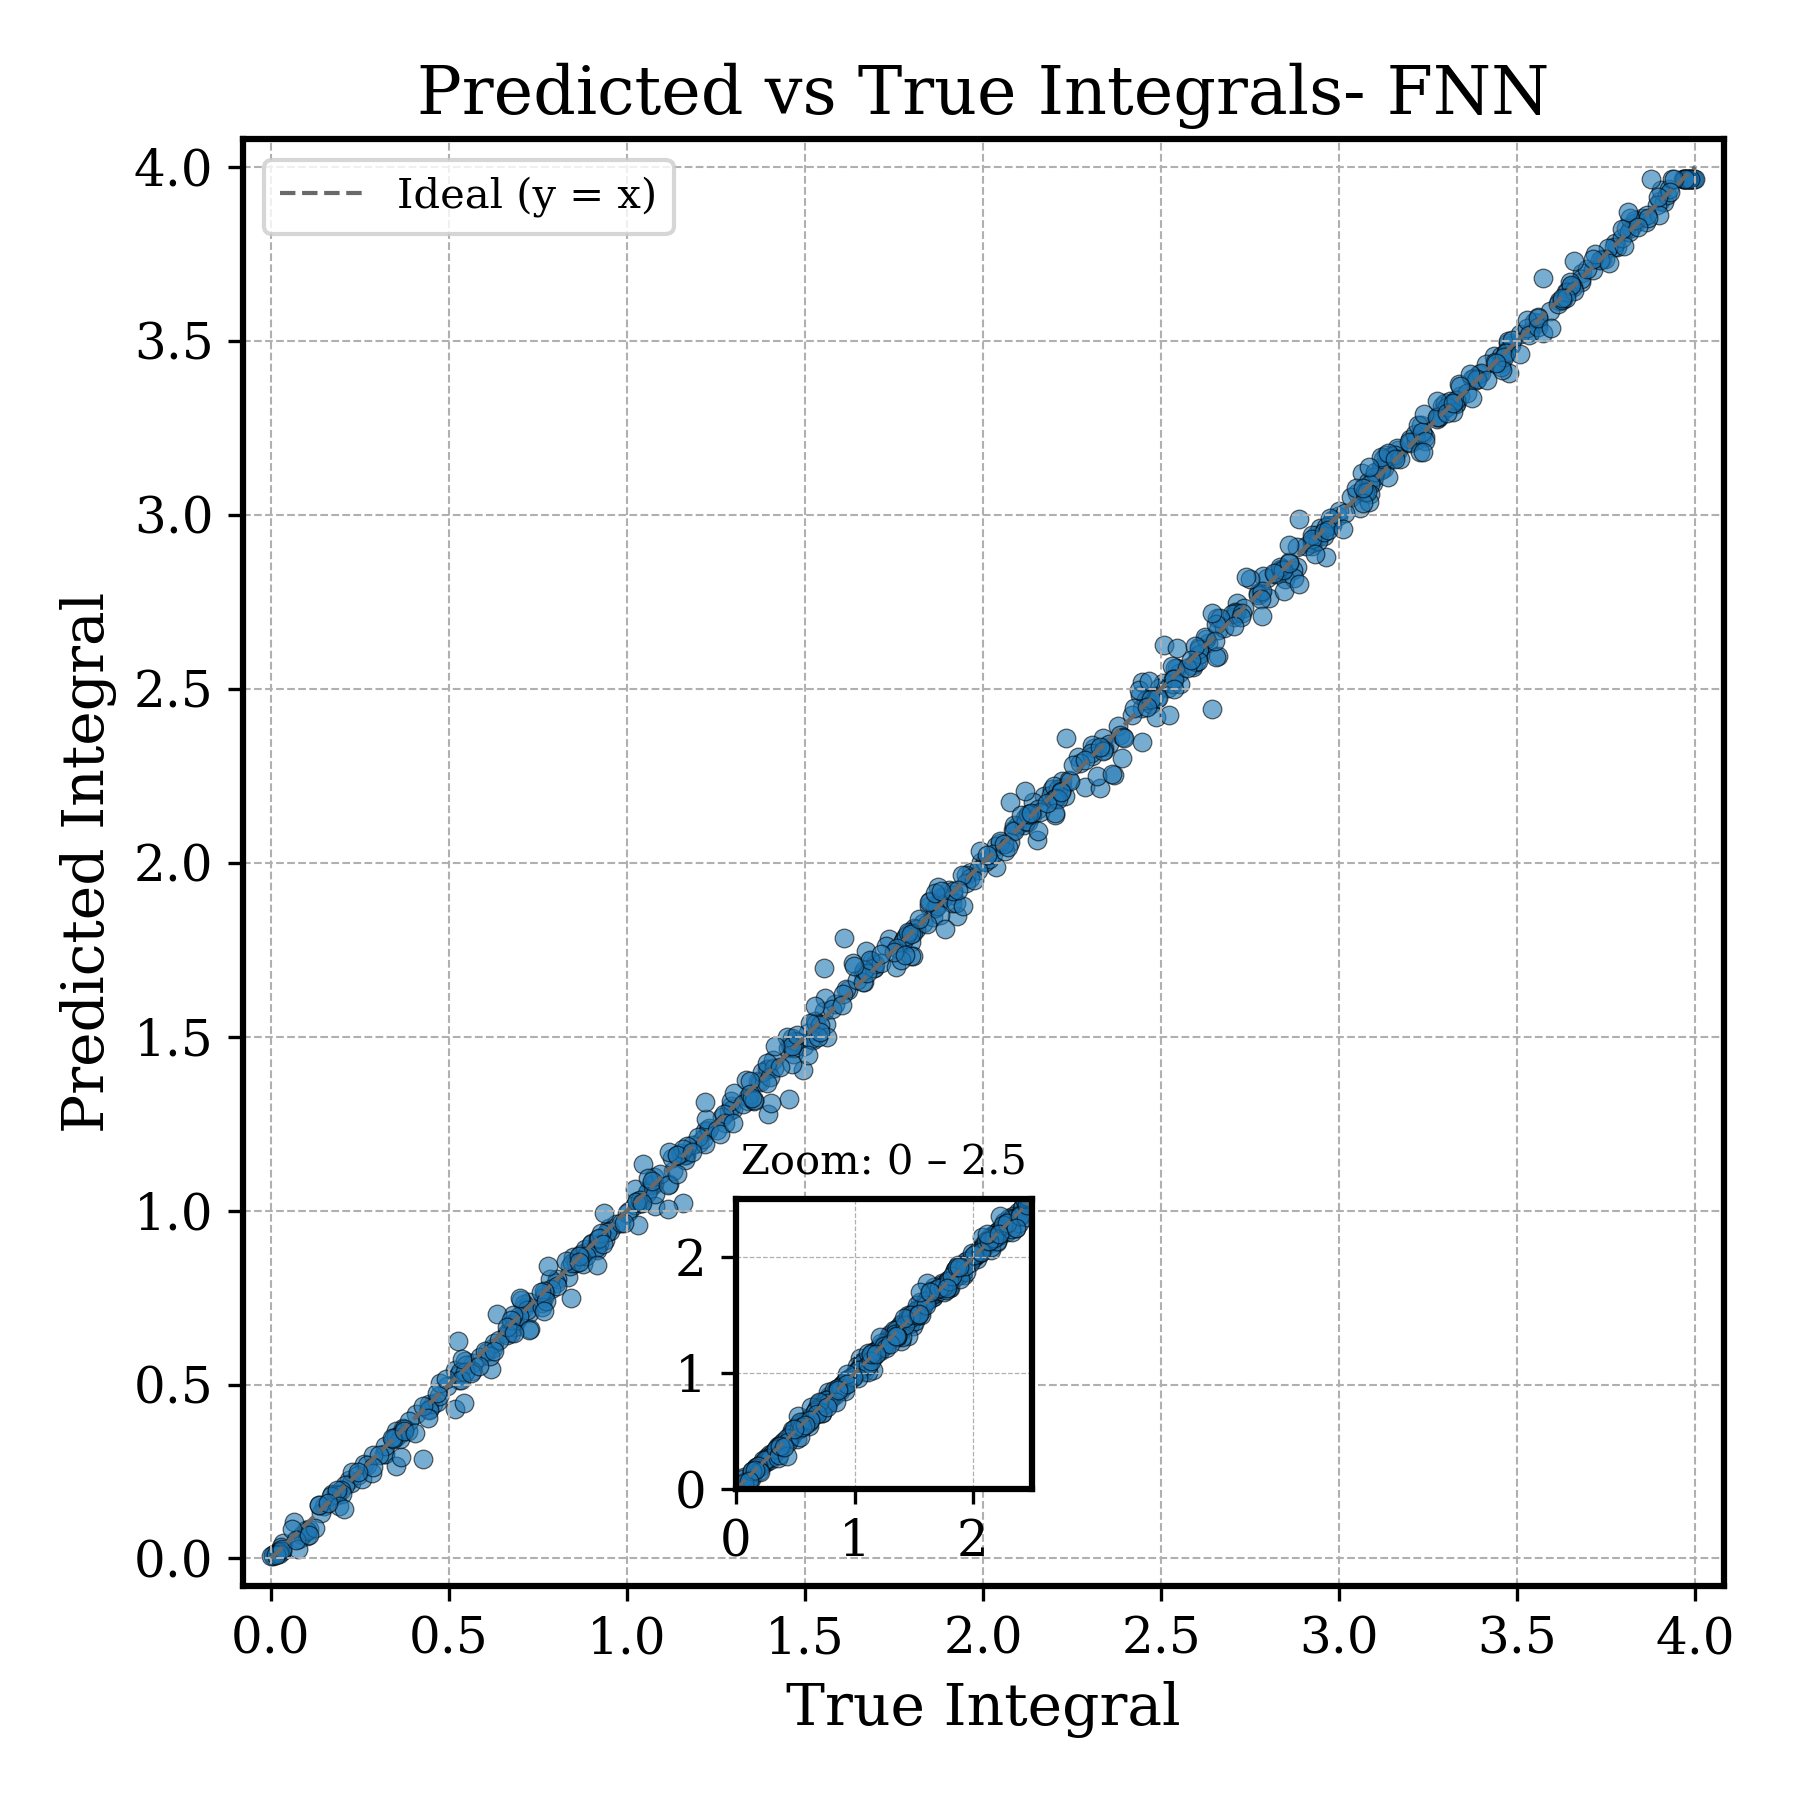 Predicted vs True Integrals- FNN
Ideal (y = x)
4.0
3.5
3.0
2.5
2.0
1.5
1.0
0.5
0.0
Predicted Integral
Zoom: 0 – 2.5
2
1
0
0 1 2
0.0 0.5 1.0 1.5 2.0 2.5 3.0 3.5 4.0
True Integral